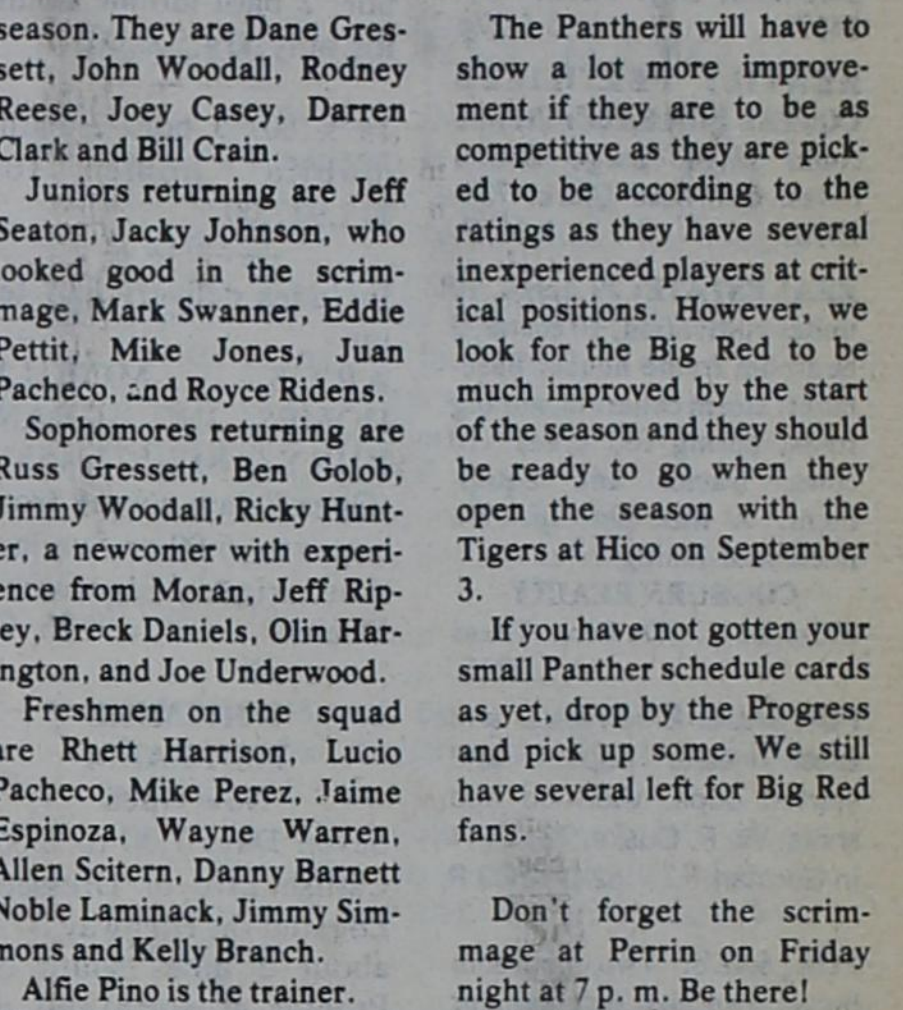 season. They are Dane Gres-
sett, John Woodall, Rodney
Reese, Joey Casey, Darren
Clark and Bill Crain.
Juniors returning are Jeff
Seaton, Jacky Johnson, who
ooked good in the scrim-
mage, Mark Swanner, Eddie
Pettit, Mike Jones, Juan
Pacheco, and Royce Ridens.
Sophomores returning are
Russ Gressett, Ben Golob,
Jimmy Woodall, Ricky Hunt-
er, a newcomer with experi-
ence from Moran, Jeff Rip-
ey, Breck Daniels, Olin Har-
ngton, and Joe Underwood.
Freshmen on the squad
are Rhett Harrison, Lucio
Pacheco, Mike Perez, Jaime
Espinoza, Wayne Warren,
Allen Scitern, Danny Barnett
Noble Laminack, Jimmy Sim-
mons and Kelly Branch.
Alfie Pino is the trainer.
The Panthers will have to
show a lot more improve-
ment if they are to be as
competitive as they are pick-
ed to be according to the
ratings as they have several
inexperienced players at crit-
ical positions. However, we
look for the Big Red to be
much improved by the start
of the season and they should
be ready to go when they
open the season with the
Tigers at Hico on September
3.
If you have not gotten your
small Panther schedule cards
as yet, drop by the Progress
and pick up some. We still
have several left for Big Red
fans.
Don't forget the scrim-
mage at Perrin on Friday
night at 7 p. m. Be there!